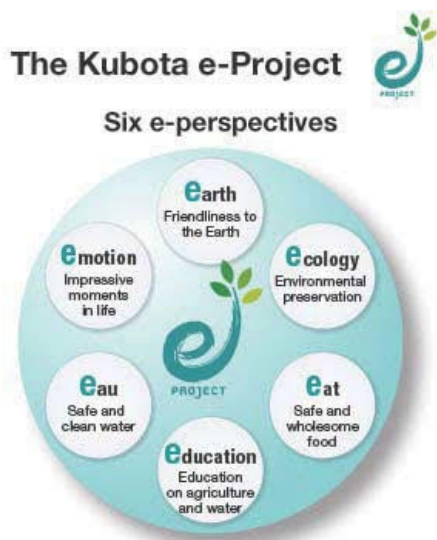 The Kubota e-Project
PROJECT
Six e-perspectives
earth
Friendliness to
the Earth
ecology
Environmental
preservation
eat
Safe and
wholesome
food
education
Education
on agriculture
and water
eau
Safe and
clean water
emotion
Impressive
moments
in life
e
PROJECT